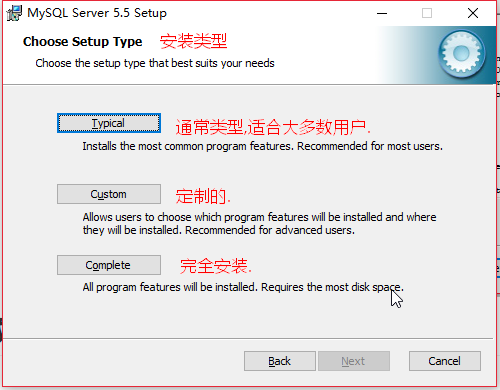 MySQL Server 5.5 Setup
Choose Setup Type 安装类型
Choose the setup type that best suits your needs
Typical 通常类型,适合大多数用户.
Installs the most common program features. Recommended for most users.
Custom 定制的.
Allows users to choose which program features will be installed and where
they will be installed. Recommended for advanced users.
Complete 完全安装.
All program features will be installed. Requires the most disk space.
Back Next Cancel